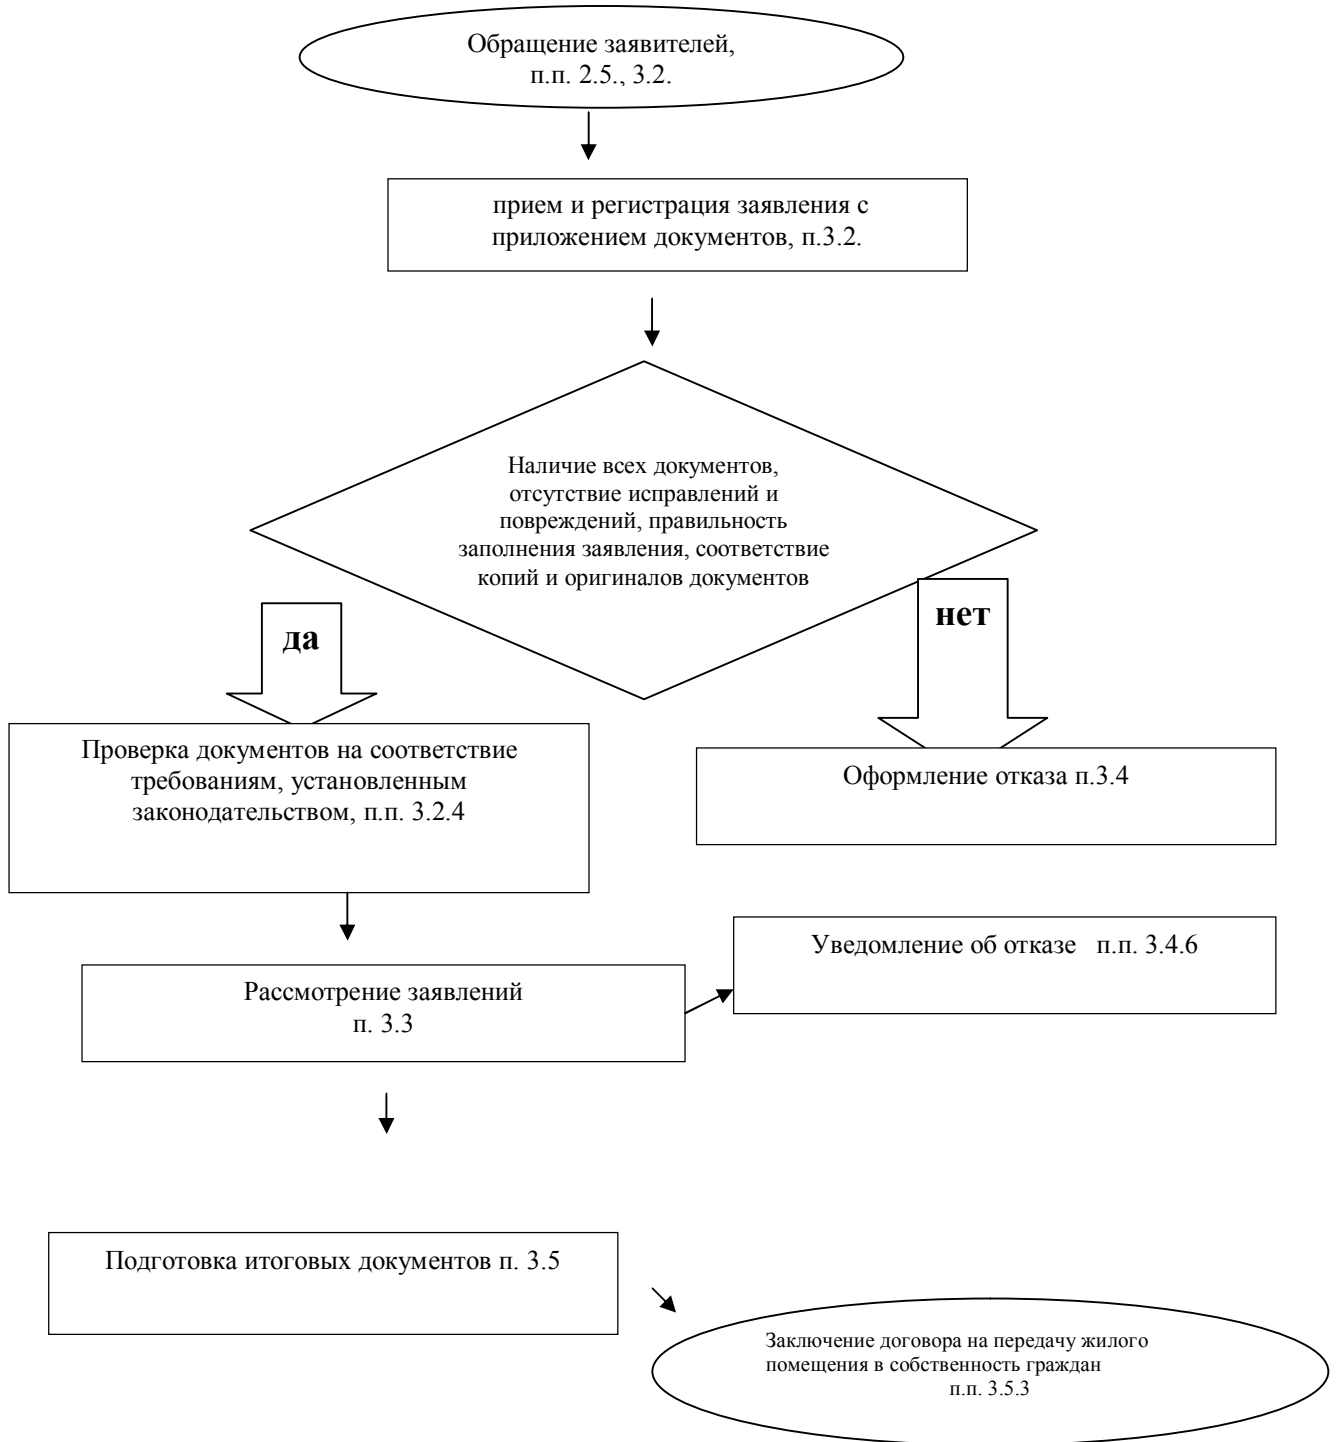 Обращение заявителей,
п.п. 2.5., 3.2.
прием и регистрация заявления с
приложением документов, п.3.2.
Наличие всех документов,
отсутствие исправлений и
повреждений, правильность
заполнения заявления, соответствие
копий и оригиналов документов
да
нет
Проверка документов на соответствие
требованиям, установленным
законодательством, п.п. 3.2.4
Оформление отказа п.3.4
Уведомление об отказе п.п. 3.4.6
Рассмотрение заявлений
п. 3.3
Подготовка итоговых документов п. 3.5
Заключение договора на передачу жилого
помещения в собственность граждан
п.п. 3.5.3